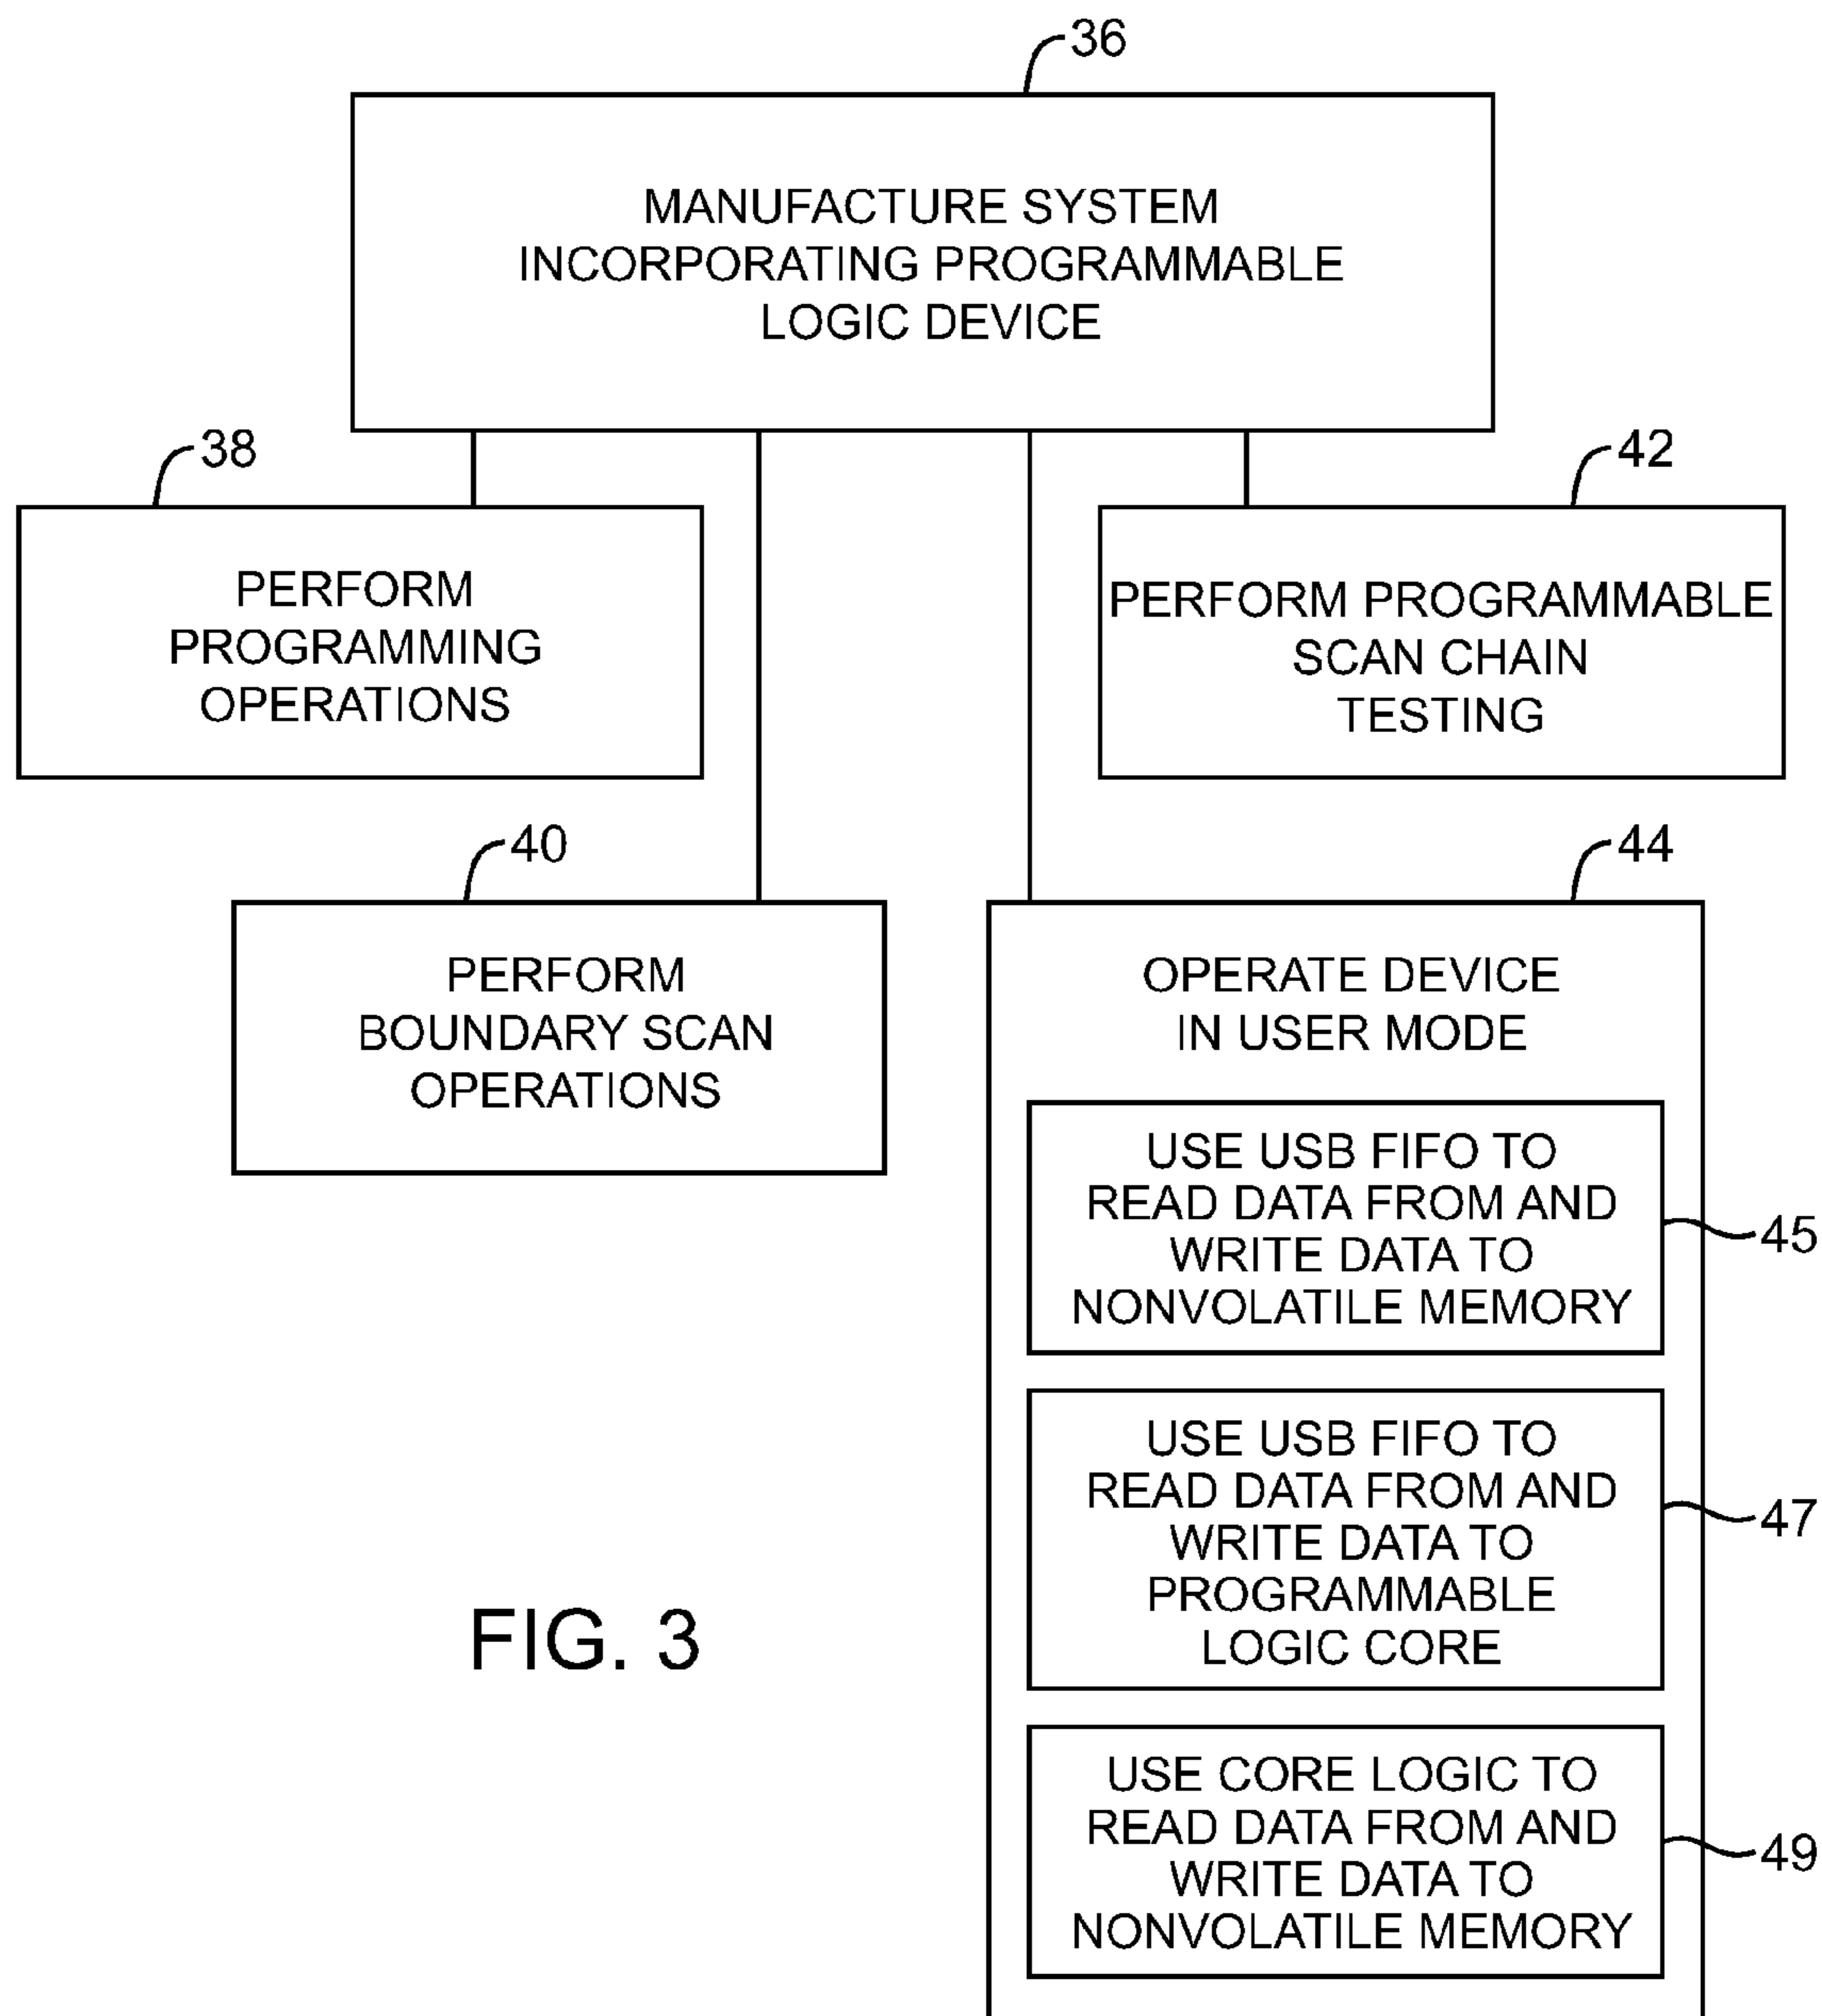 36
MANUFACTURE SYSTEM
INCORPORATING PROGRAMMABLE
LOGIC DEVICE
38
PERFORM
PROGRAMMING
OPERATIONS
42
PERFORM PROGRAMMABLE
SCAN CHAIN
TESTING
40
PERFORM
BOUNDARY SCAN
OPERATIONS
44
OPERATE DEVICE
IN USER MODE
USE USB FIFO TO
READ DATA FROM AND
WRITE DATA TO
NONVOLATILE MEMORY
45
USE USB FIFO TO
READ DATA FROM AND
WRITE DATA TO
PROGRAMMABLE
LOGIC CORE
47
USE CORE LOGIC TO
READ DATA FROM AND
WRITE DATA TO
NONVOLATILE MEMORY
49
FIG. 3